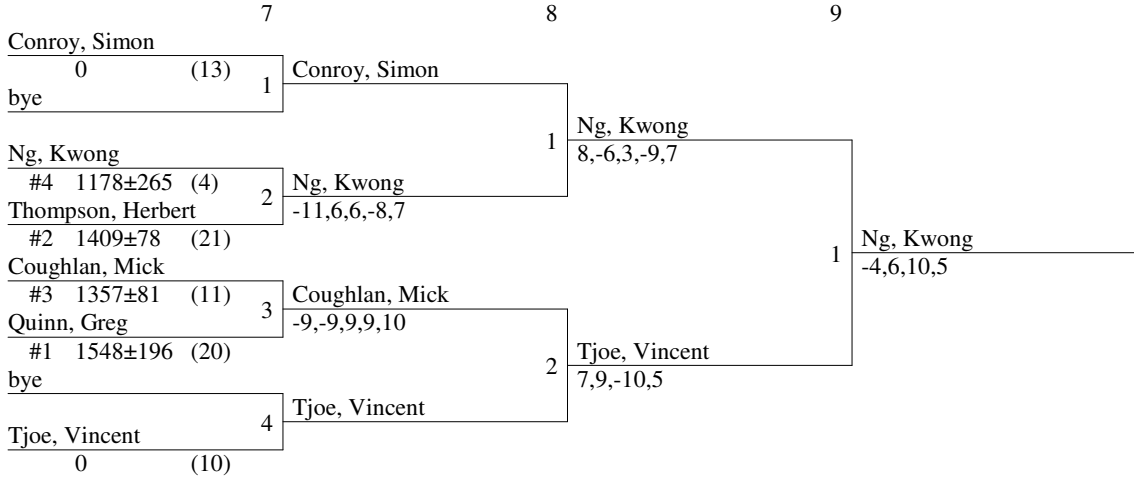 7 8 9
Conroy, Simon
0 (13)
1
Conroy, Simon
bye
1
Ng, Kwong
8,-6,3,-9,7
Ng, Kwong
#4 1178±265 (4)
2
Ng, Kwong
-11,6,6,-8,7
Thompson, Herbert
#2 1409±78 (21)
1
Ng, Kwong
-4,6,10,5
Coughlan, Mick
#3 1357±81 (11)
3
Coughlan, Mick
-9,-9,9,9,10
Quinn, Greg
#1 1548±196 (20)
2
Tjoe, Vincent
7,9,-10,5
bye
4
Tjoe, Vincent
Tjoe, Vincent
0 (10)